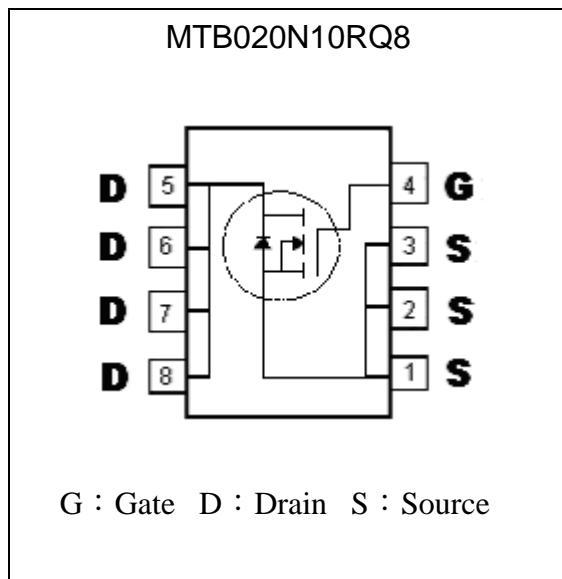 MTB020N10RQ8
D 5 4 G
D 6 3 S
D 7 2 S
D 8 1 S
G：Gate D：Drain S：Source